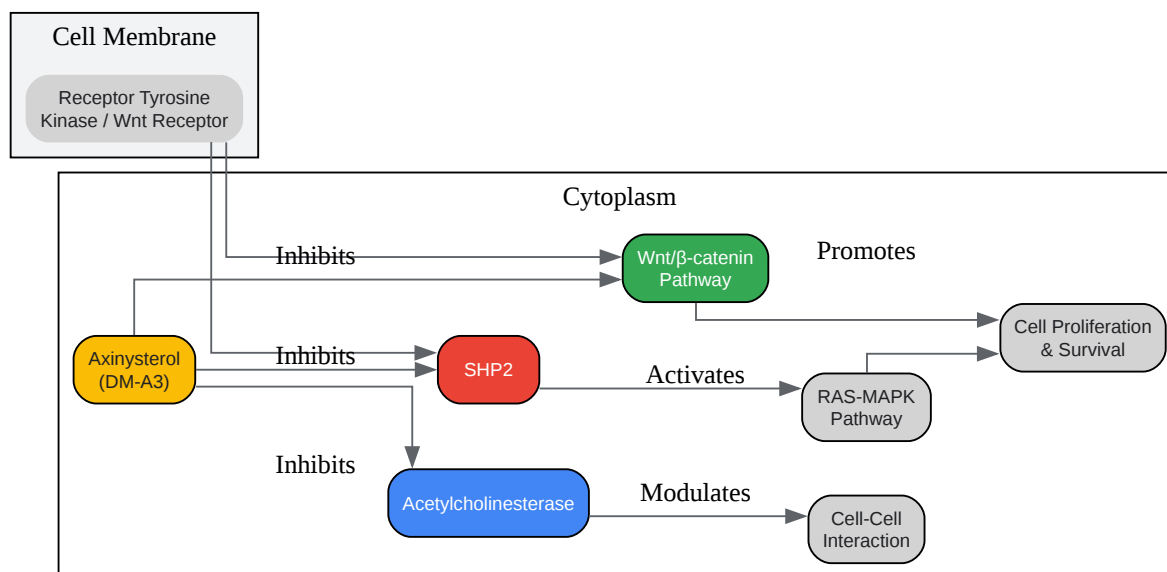 Cell Membrane
Receptor Tyrosine
Kinase / Wnt Receptor
Cytoplasm
Inhibits
Wnt/β-catenin
Pathway
Promotes
Axinysterol
(DM-A3)
Inhibits
SHP2
Activates
RAS-MAPK
Pathway
Cell Proliferation
& Survival
Inhibits
Acetylcholinesterase
Modulates
Cell-Cell
Interaction